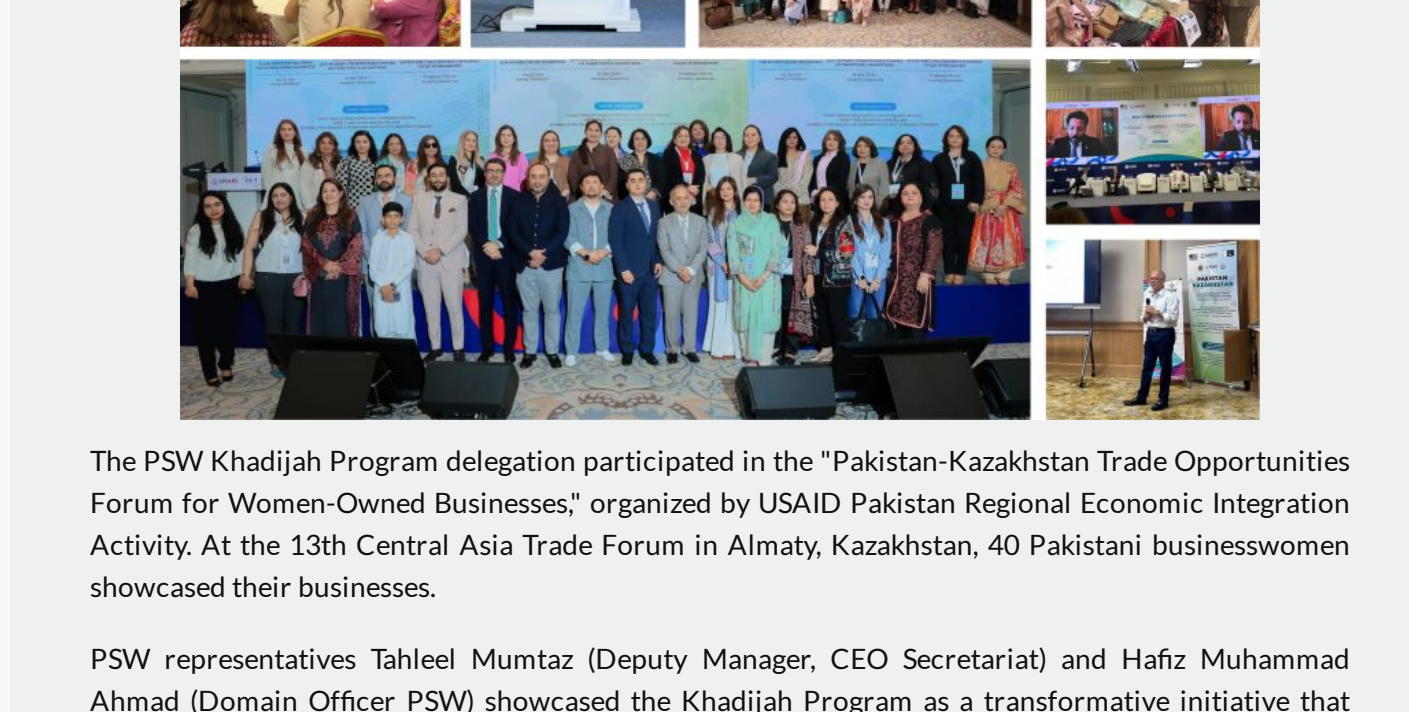 USAID
PAKISTAN
KAZAKHSTAN
The PSW Khadijah Program delegation participated in the "Pakistan-Kazakhstan Trade Opportunities
Forum for Women-Owned Businesses," organized by USAID Pakistan Regional Economic Integration
Activity. At the 13th Central Asia Trade Forum in Almaty, Kazakhstan, 40 Pakistani businesswomen
showcased their businesses.
PSW representatives Tahleel Mumtaz (Deputy Manager, CEO Secretariat) and Hafiz Muhammad
Ahmad (Domain Officer PSW) showcased the Khadijah Program as a transformative initiative that